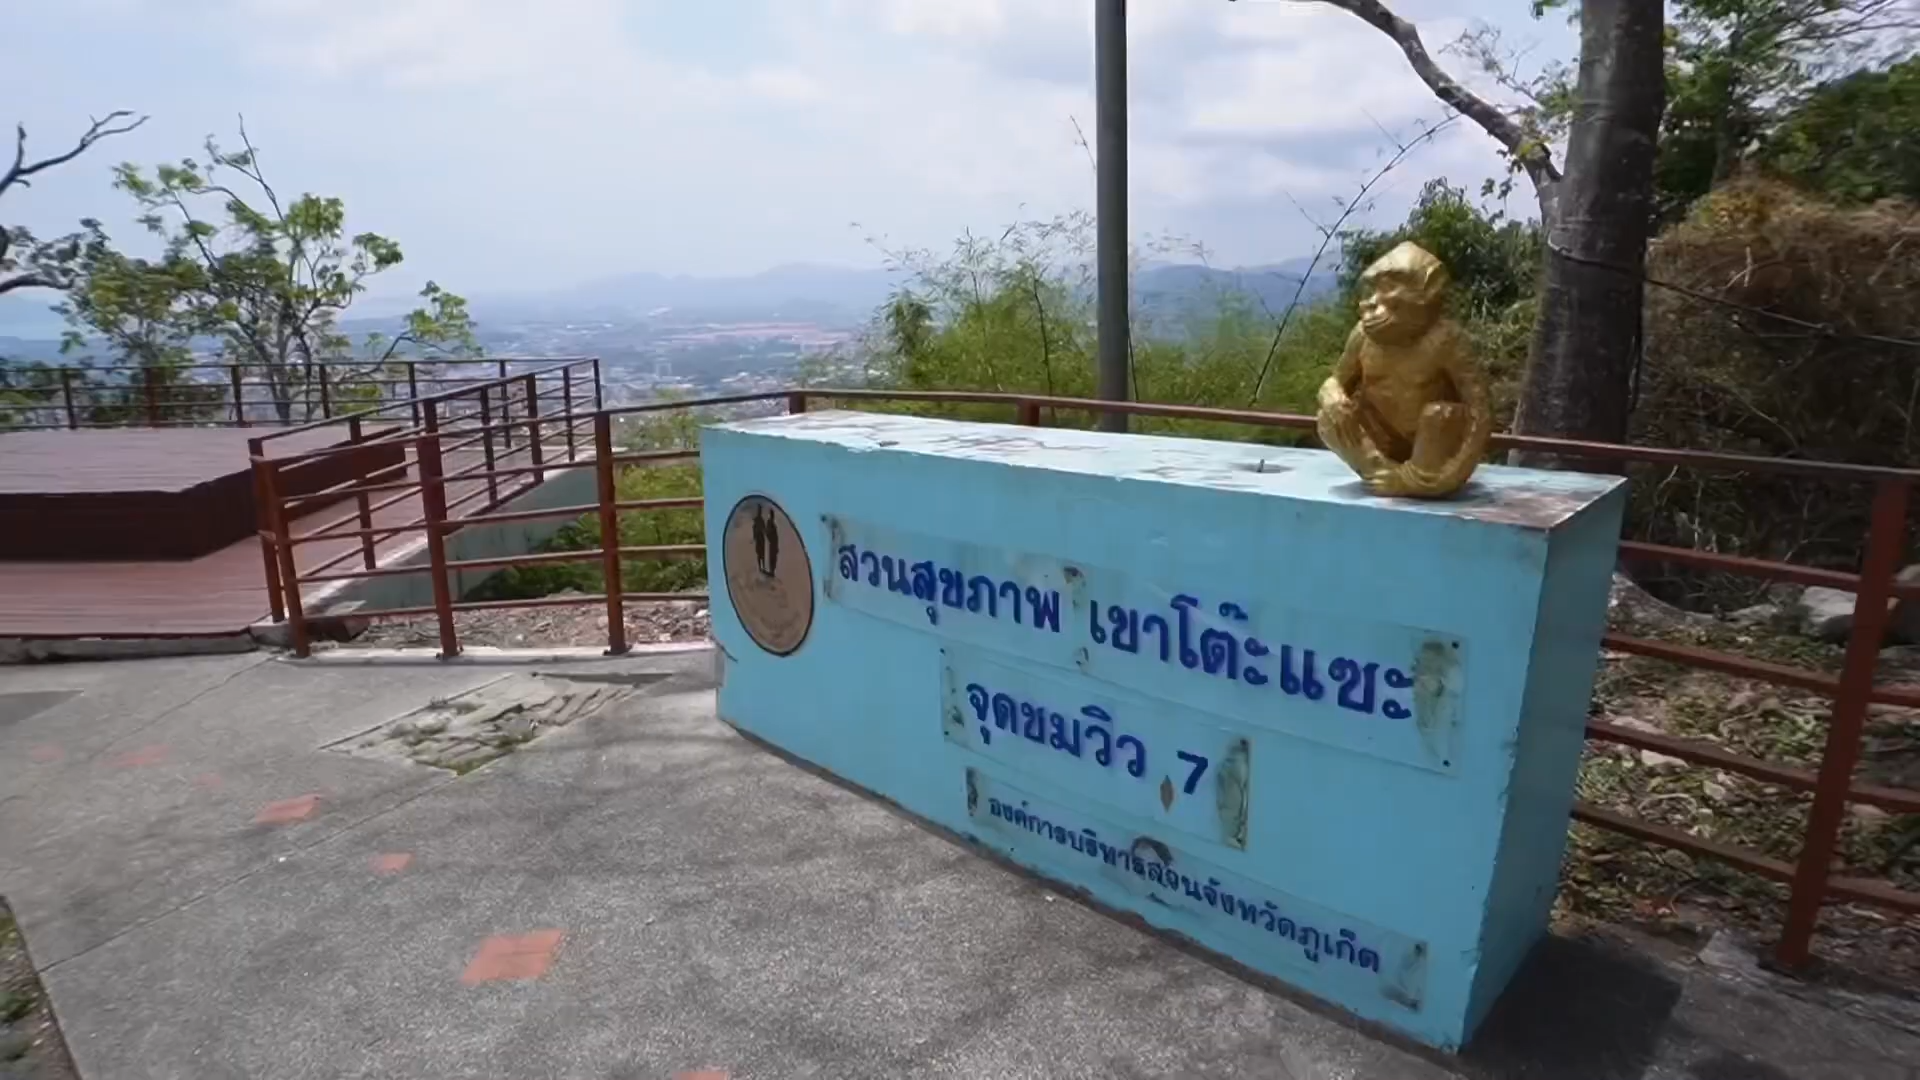 สวนสุขภาพ เขาโต๊ะแซะ
จุดชมวิว 7
องค์การบริหารส่วนจังหวัดภูเก็ต